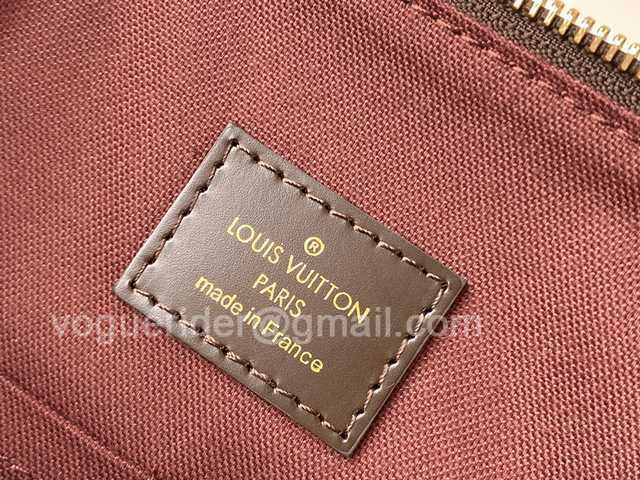 ®
LOUIS VUITTON
PARIS
made in France
voguerider@gmail.com